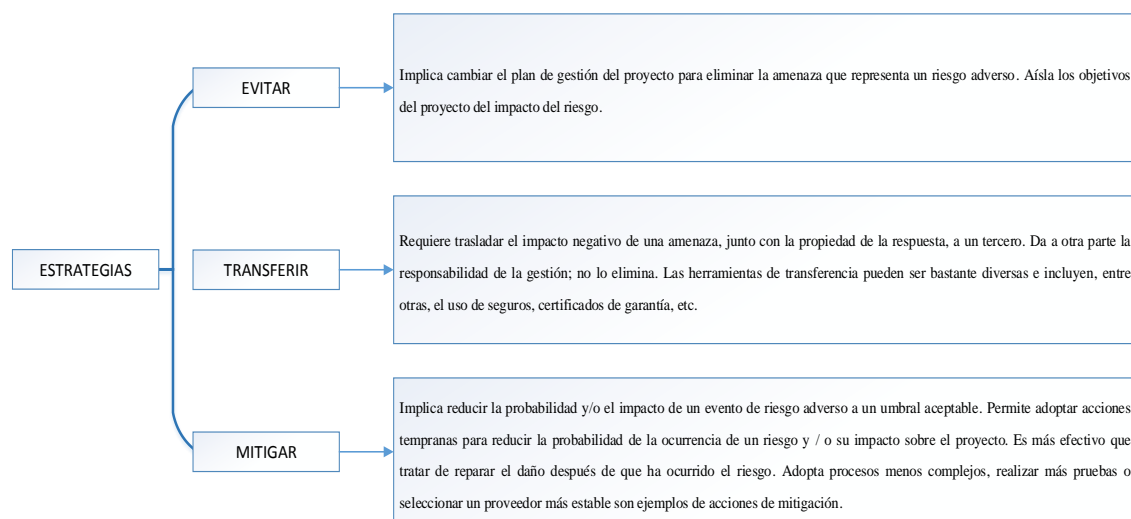 ESTRATEGIAS
EVITAR
Implica cambiar el plan de gestión del proyecto para eliminar la amenaza que representa un riesgo adverso. Aísla los objetivos
del proyecto del impacto del riesgo.
TRANSFERIR
Requiere trasladar el impacto negativo de una amenaza, junto con la propiedad de la respuesta, a un tercero. Da a otra parte la
responsabilidad de la gestión; no lo elimina. Las herramientas de transferencia pueden ser bastante diversas e incluyen, entre
otras, el uso de seguros, certificados de garantía, etc.
MITIGAR
Implica reducir la probabilidad y/o el impacto de un evento de riesgo adverso a un umbral aceptable. Permite adoptar acciones
tempranas para reducir la probabilidad de la ocurrencia de un riesgo y / o su impacto sobre el proyecto. Es más efectivo que
tratar de reparar el daño después de que ha ocurrido el riesgo. Adopta procesos menos complejos, realizar más pruebas o
seleccionar un proveedor más estable son ejemplos de acciones de mitigación.